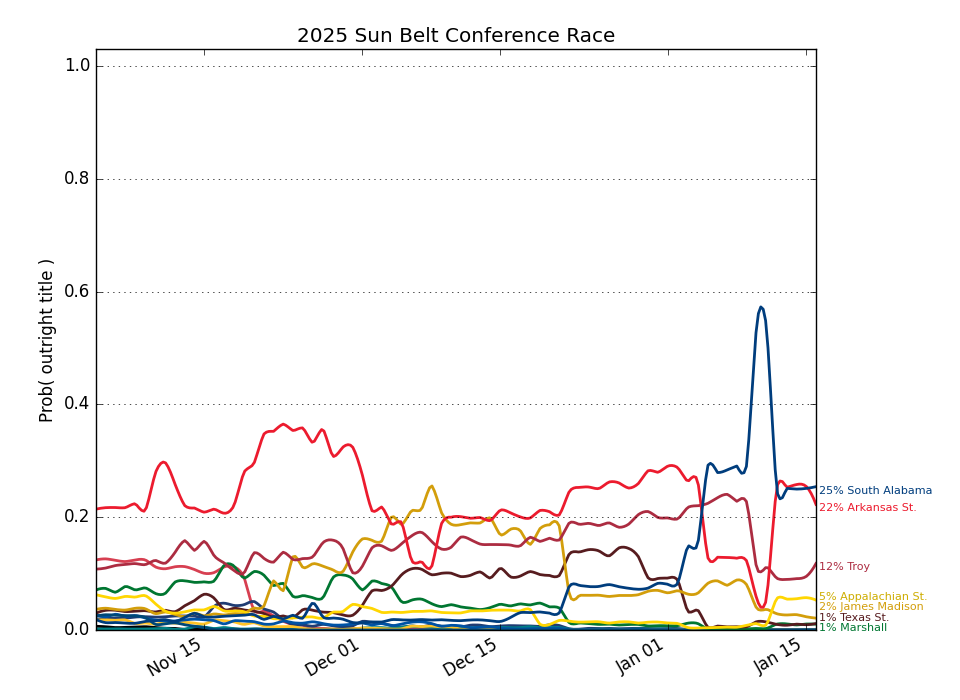 2025 Sun Belt Conference Race
Prob( outright title )
1.0
0.8
0.6
0.4
0.2
0.0
25% South Alabama
22% Arkansas St.
12% Troy
5% Appalachian St.
2% James Madison
1% Texas St.
1% Marshall
Nov 15
Dec 01
Dec 15
Jan 01
Jan 15